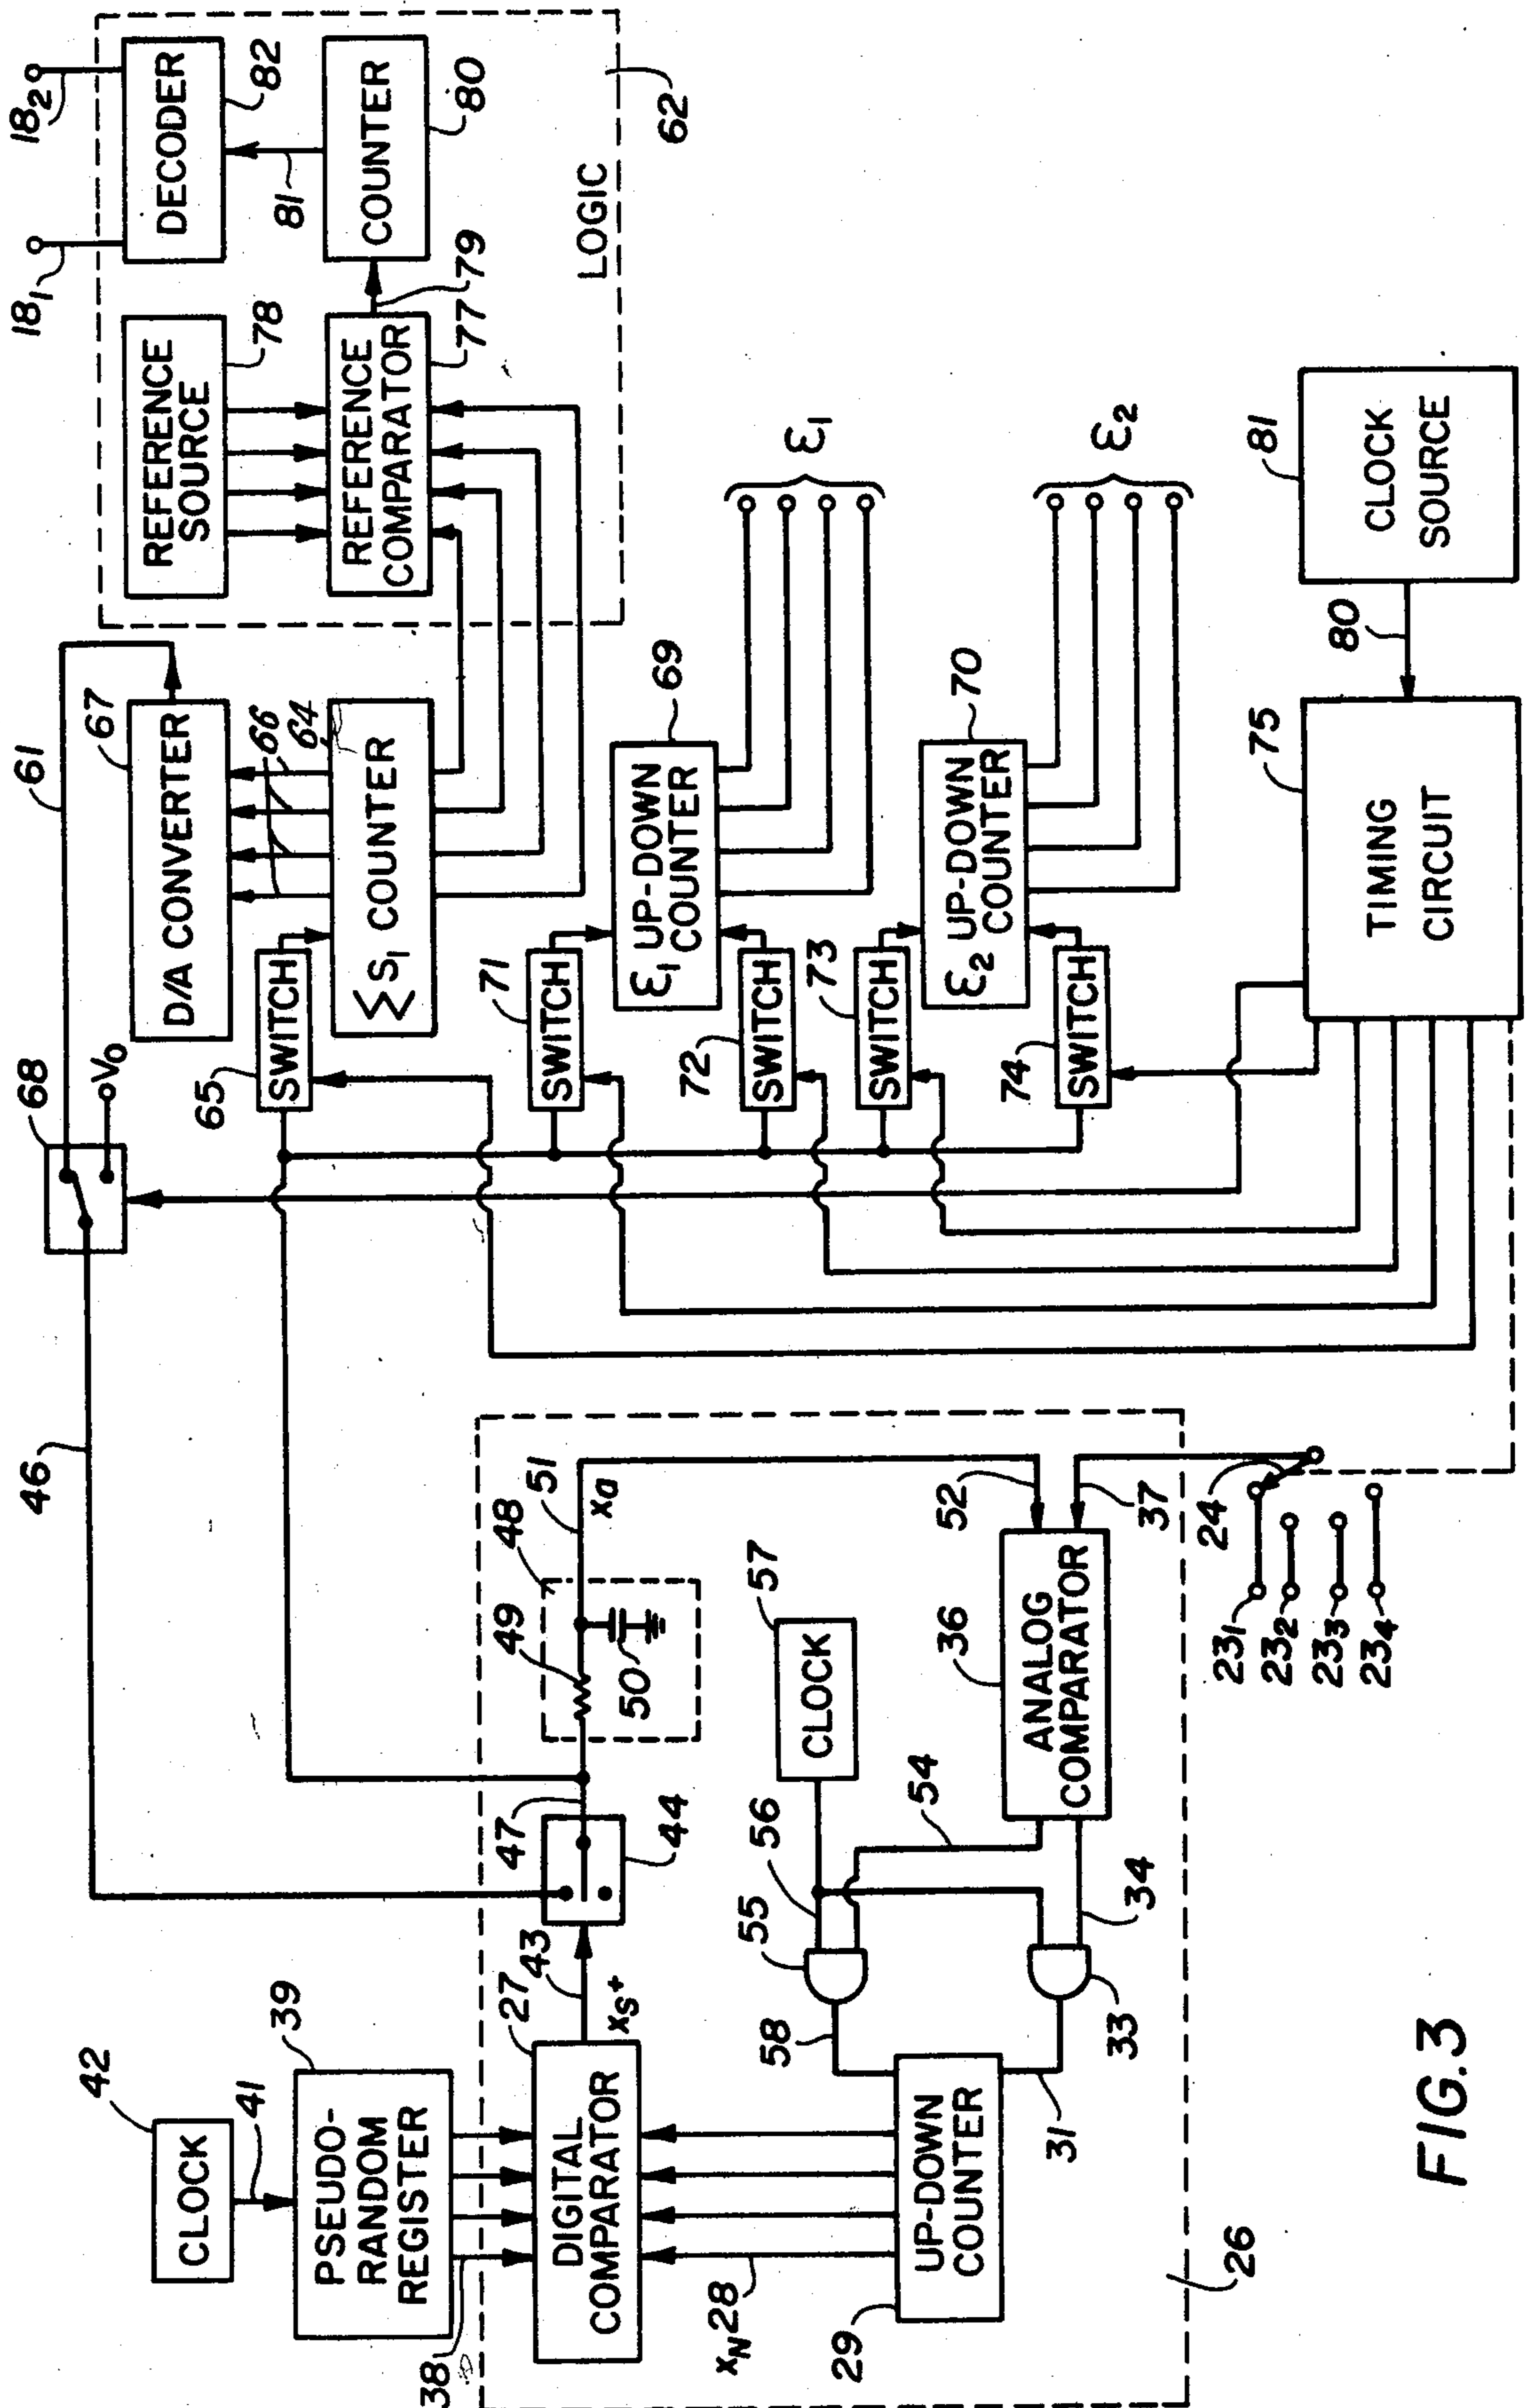 42
CLOCK
41
39
PSEUDO-
RANDOM
REGISTER
38
27
DIGITAL
COMPARATOR
43
xS+
xN 28
29
UP-DOWN
COUNTER
31
58
55
56
33
34
54
57
CLOCK
36
ANALOG
COMPARATOR
52
37
24
231
232
233
234
26
44
47
48
49
50
51
xa
46
68
V0
61
67
D/A CONVERTER
66
64
65
SWITCH
ΣS1 COUNTER
71
SWITCH
69
ε1 UP-DOWN
COUNTER
72
SWITCH
ε1
73
SWITCH
70
ε2 UP-DOWN
COUNTER
74
SWITCH
ε2
75
TIMING
CIRCUIT
80
81
CLOCK
SOURCE
181
182
REFERENCE
SOURCE
78
REFERENCE
COMPARATOR
77
79
DECODER
82
81
COUNTER
80
LOGIC
62
FIG.3